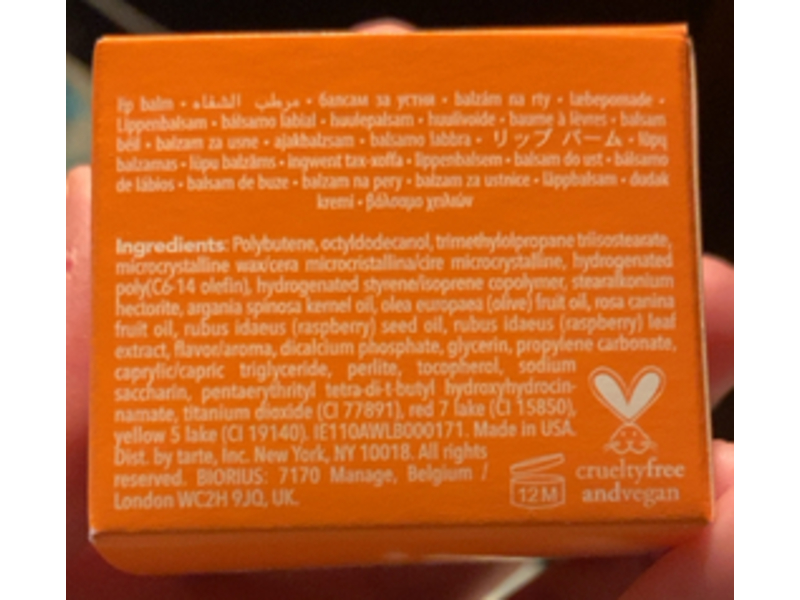 lip balm • مرطب الشفاه • балсам за устни • balzám na rty • læbepomade •
Lippenbalsam • bálsamo labial • huulepalsam • huulivoide • baume à lèvres • balsam
béil • balzam za usne • ajakbalzsam • balsamo labbra • リップ バーム • lūpų
balzamas • lūpu balzāms • ingwent tax-xoffa • lippenbalsem • balsam do ust • bálsamo
de lábios • balsam de buze • balzam na pery • balzam za ustnice • läppbalsam • dudak
kremi • βάλσαμο χειλιών
Ingredients: Polybutene, octyldodecanol, trimethylolpropane triisostearate,
microcrystalline wax/cera microcristallina/cire microcrystalline, hydrogenated
poly(C6-14 olefin), hydrogenated styrene/isoprene copolymer, stearalkonium
hectorite, argania spinosa kernel oil, olea europaea (olive) fruit oil, rosa canina
fruit oil, rubus idaeus (raspberry) seed oil, rubus idaeus (raspberry) leaf
extract, flavor/aroma, dicalcium phosphate, glycerin, propylene carbonate,
caprylic/capric triglyceride, perlite, tocopherol, sodium
saccharin, pentaerythrityl tetra-di-t-butyl hydroxyhydrocin-
namate, titanium dioxide (CI 77891), red 7 lake (CI 15850),
yellow 5 lake (CI 19140). IE110AWLB000171. Made in USA.
Dist. by tarte, Inc. New York, NY 10018. All rights
reserved. BIORIUS: 7170 Manage, Belgium /
London WC2H 9JQ, UK.
12M
crueltyfree
andvegan